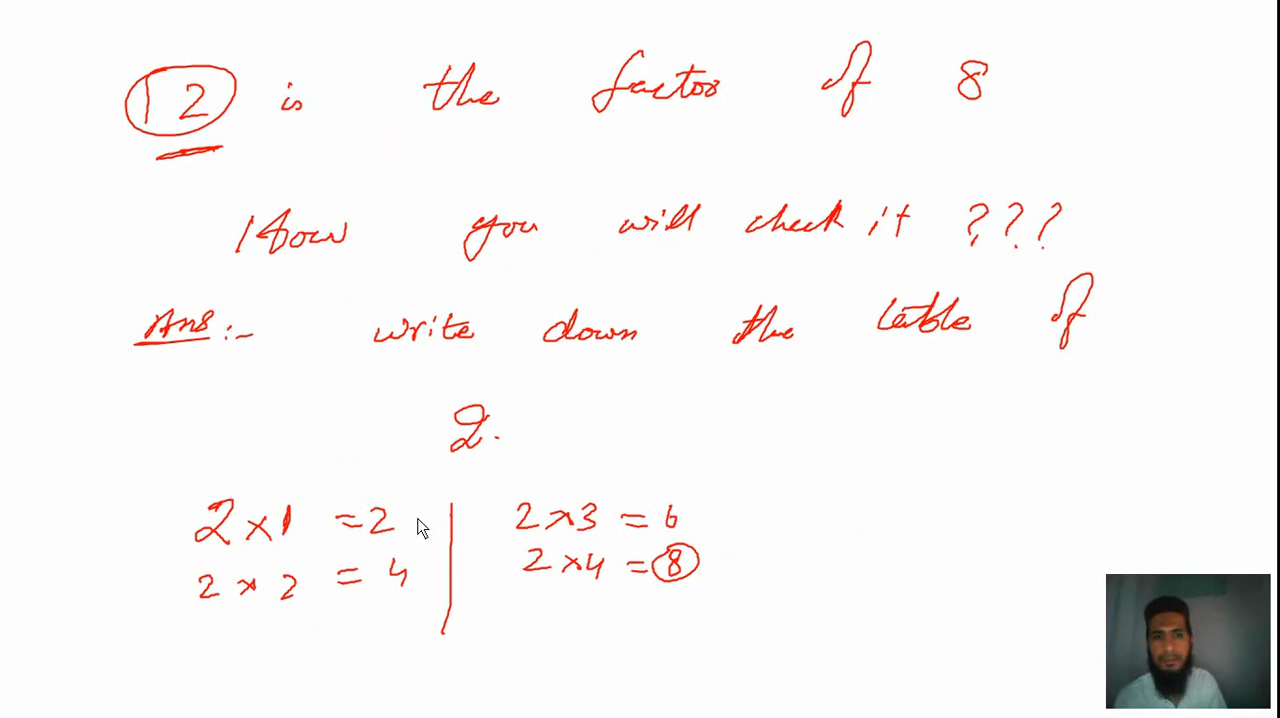 12 is the factor of 8
How you will check it ???
Ans :- write down the table of
2.
2 × 1 = 2
2 × 2 = 4
2 × 3 = 6
2 × 4 = 8